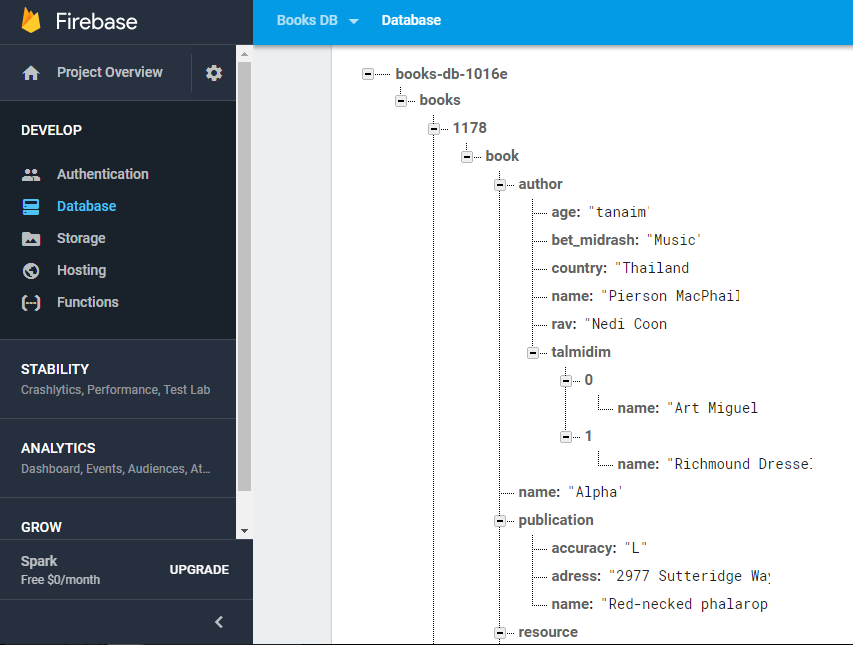 Firebase
Books DB
Database
Project Overview
DEVELOP
Authentication
Database
Storage
Hosting
Functions
STABILITY
Crashlytics, Performance, Test Lab
ANALYTICS
Dashboard, Events, Audiences, At...
GROW
Spark
Free $0/month
UPGRADE
books-db-1016e
books
1178
book
author
age: "tanaim'
bet_midrash: "Music'
country: "Thailand
name: "Pierson MacPhail
rav: "Nedi Coon
talmidim
0
name: "Art Miguel
1
name: "Richmound Dressel
name: "Alpha'
publication
accuracy: "L"
adress: "2977 Sutteridge Way
name: "Red-necked phalarop
resource